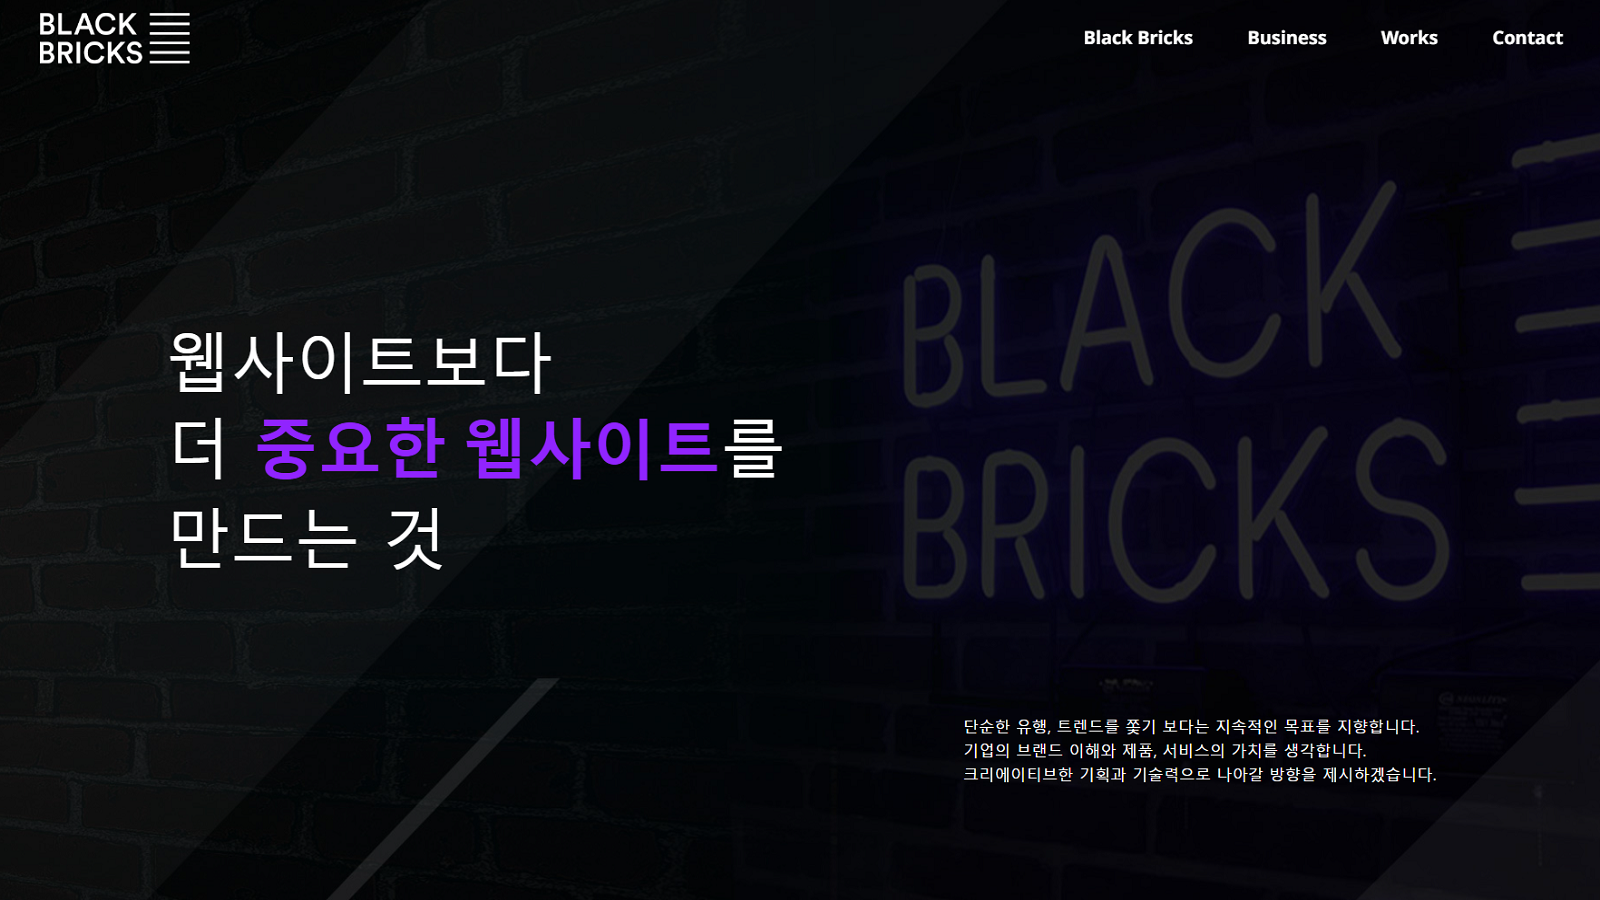 BLACK
BRICKS
Black Bricks
Business
Works
Contact
BLACK
BRICKS
웹사이트보다
더 중요한 웹사이트를
만드는 것
단순한 유행, 트렌드를 쫓기 보다는 지속적인 목표를 지향합니다.
기업의 브랜드 이해와 제품, 서비스의 가치를 생각합니다.
크리에이티브한 기획과 기술력으로 나아갈 방향을 제시하겠습니다.